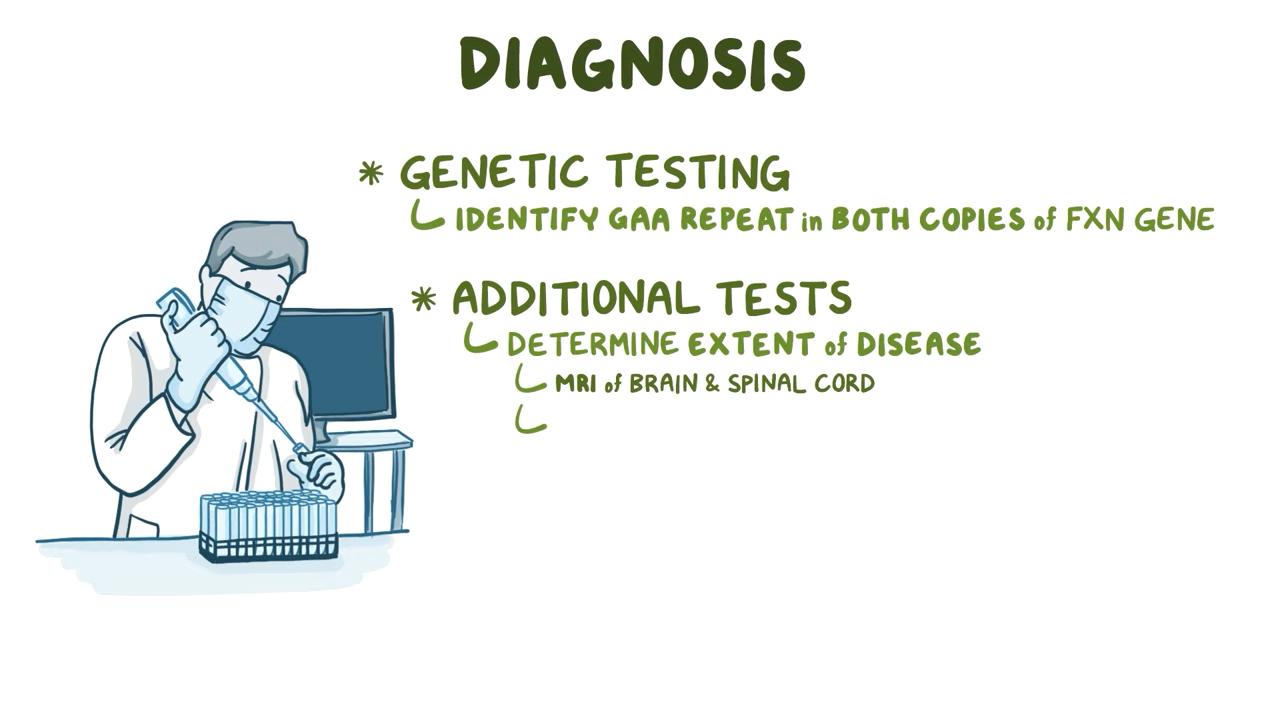 DIAGNOSIS
* GENETIC TESTING
IDENTIFY GAA REPEAT in BOTH COPIES of FXN GENE
* ADDITIONAL TESTS
DETERMINE EXTENT of DISEASE
MRI of BRAIN & SPINAL CORD